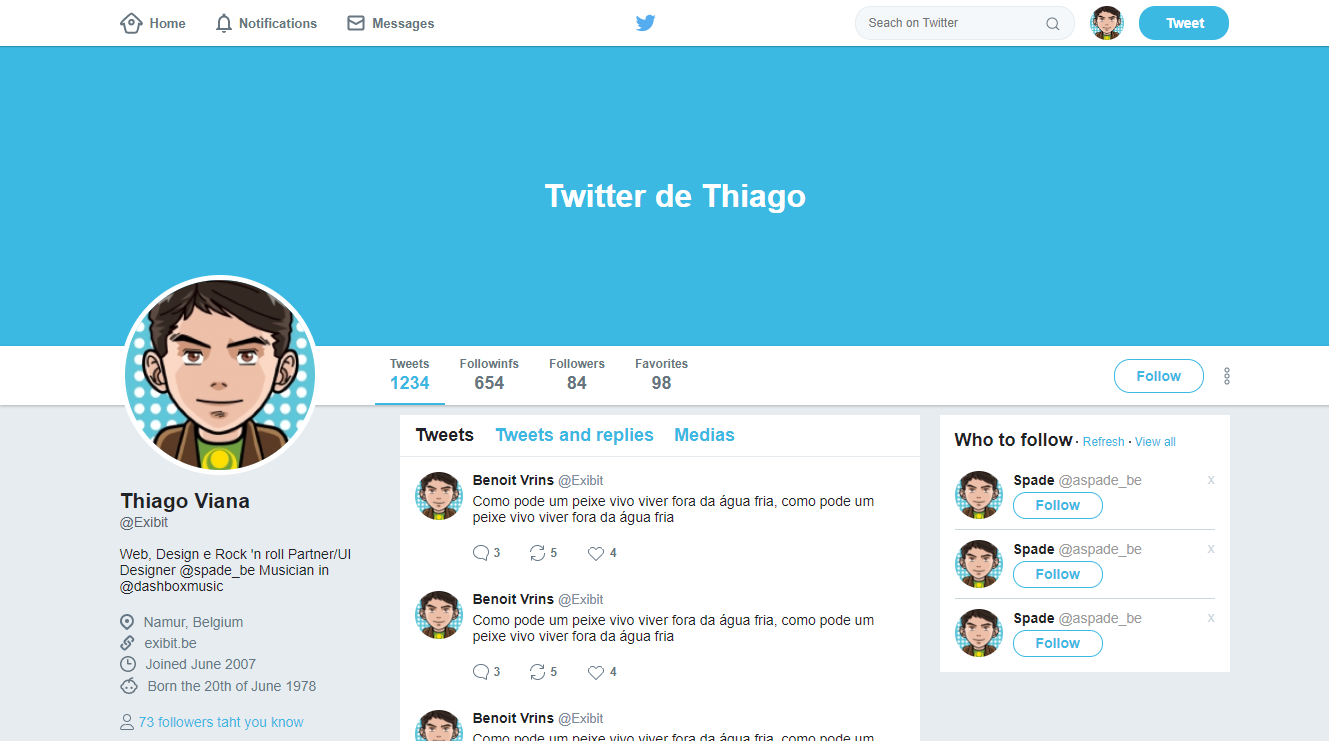 Home Notifications Messages Seach on Twitter Tweet
Twitter de Thiago
Tweets Followinfs Followers Favorites
1234 654 84 98
Follow
Thiago Viana
@Exibit
Web, Design e Rock 'n roll Partner/UI
Designer @spade_be Musician in
@dashboxmusic
Namur, Belgium
exibit.be
Joined June 2007
Born the 20th of June 1978
73 followers taht you know
Tweets Tweets and replies Medias
Benoit Vrins @Exibit
Como pode um peixe vivo viver fora da água fria, como pode um
peixe vivo viver fora da água fria
3 5 4
Benoit Vrins @Exibit
Como pode um peixe vivo viver fora da água fria, como pode um
peixe vivo viver fora da água fria
3 5 4
Benoit Vrins @Exibit
Como pode um peixe vivo viver fora da água fria, como pode um
Who to follow · Refresh · View all
Spade @aspade_be x
Follow
Spade @aspade_be x
Follow
Spade @aspade_be x
Follow